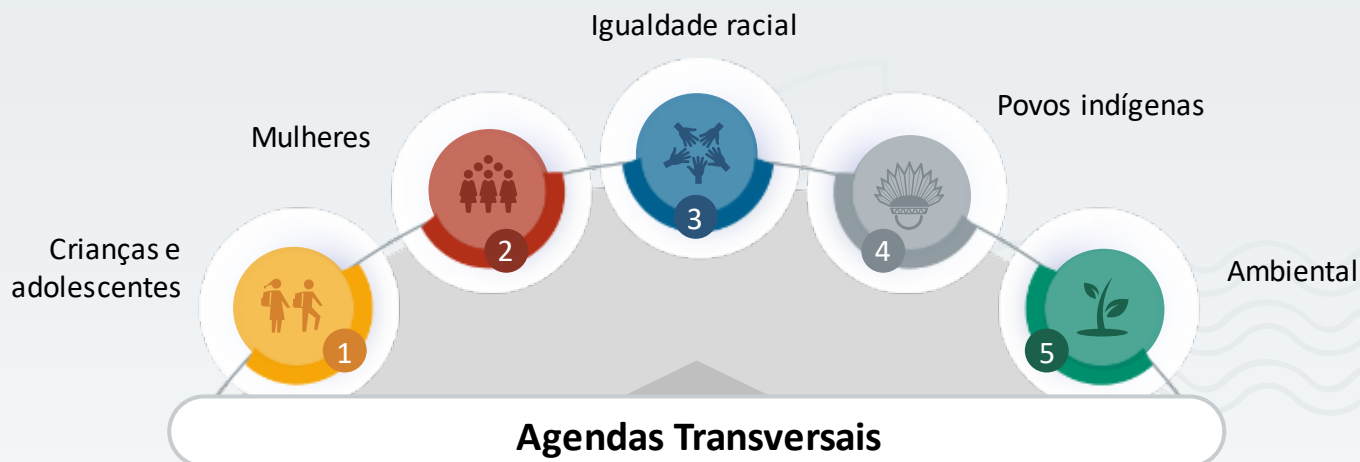 Igualdade racial
Mulheres
Povos indígenas
Crianças e
adolescentes
Ambiental
1
2
3
4
5
Agendas Transversais